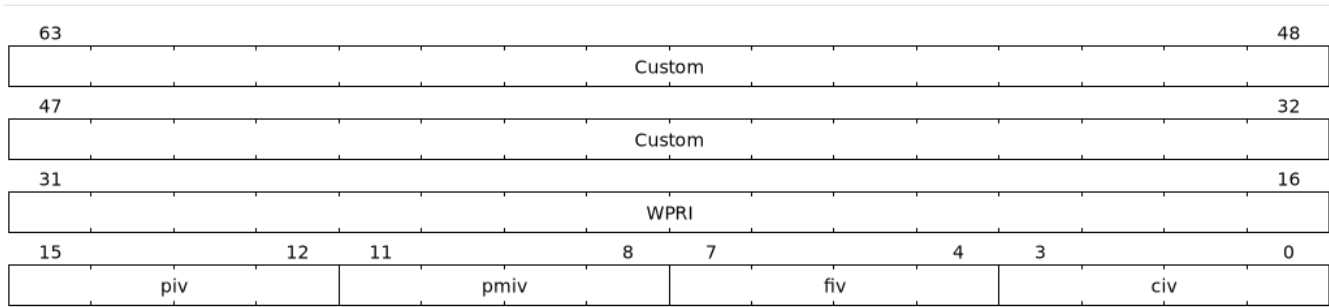 63 48
Custom
47 32
Custom
31 16
WPRI
15 12 11 8 7 4 3 0
piv pmiv fiv civ